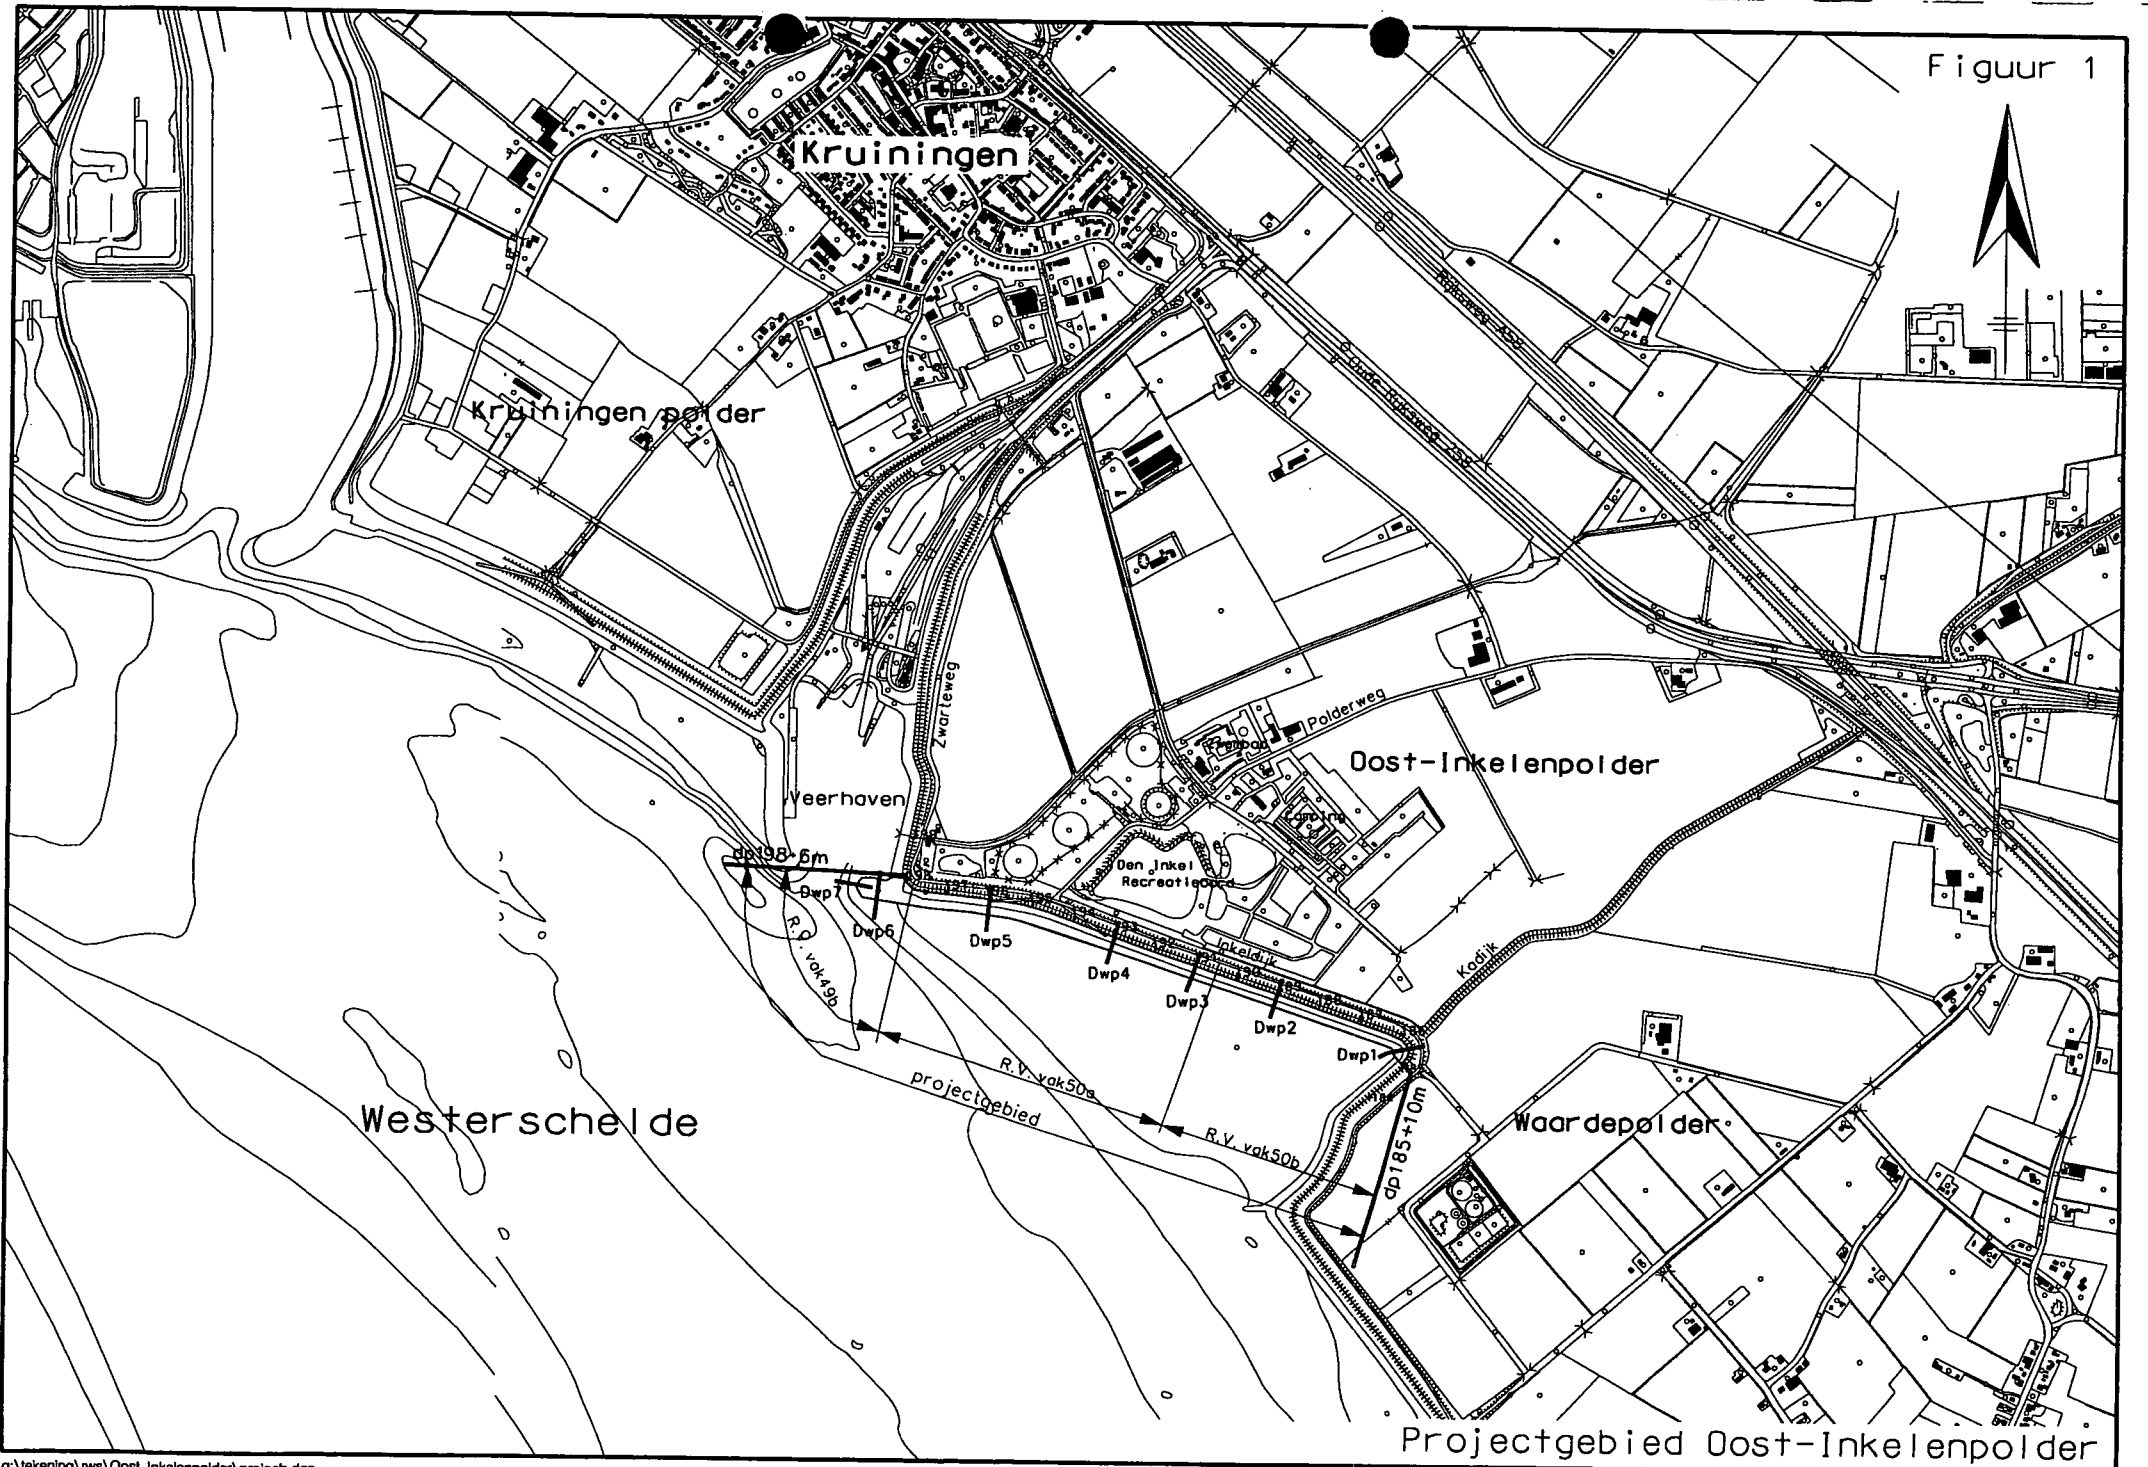 Figuur 1
Kruiningen
Rijksweg A58
Oude Rijksweg 258
Kruiningen polder
Zwarteweg
Polderweg
Zwembad
Oost-Inkelenpolder
Veerhaven
Camping
dp198+6m
Den Inkel
Recreatieoord
Dwp7
Dwp6
Dwp5
Dwp4
Dwp3
Dwp2
Dwp1
Inkeldijk
Kadijk
R.V. vak49b
R.V. vak50a
R.V. vak50b
projectgebied
dp185+10m
Westerschelde
Waardepolder
Projectgebied Oost-Inkelenpolder